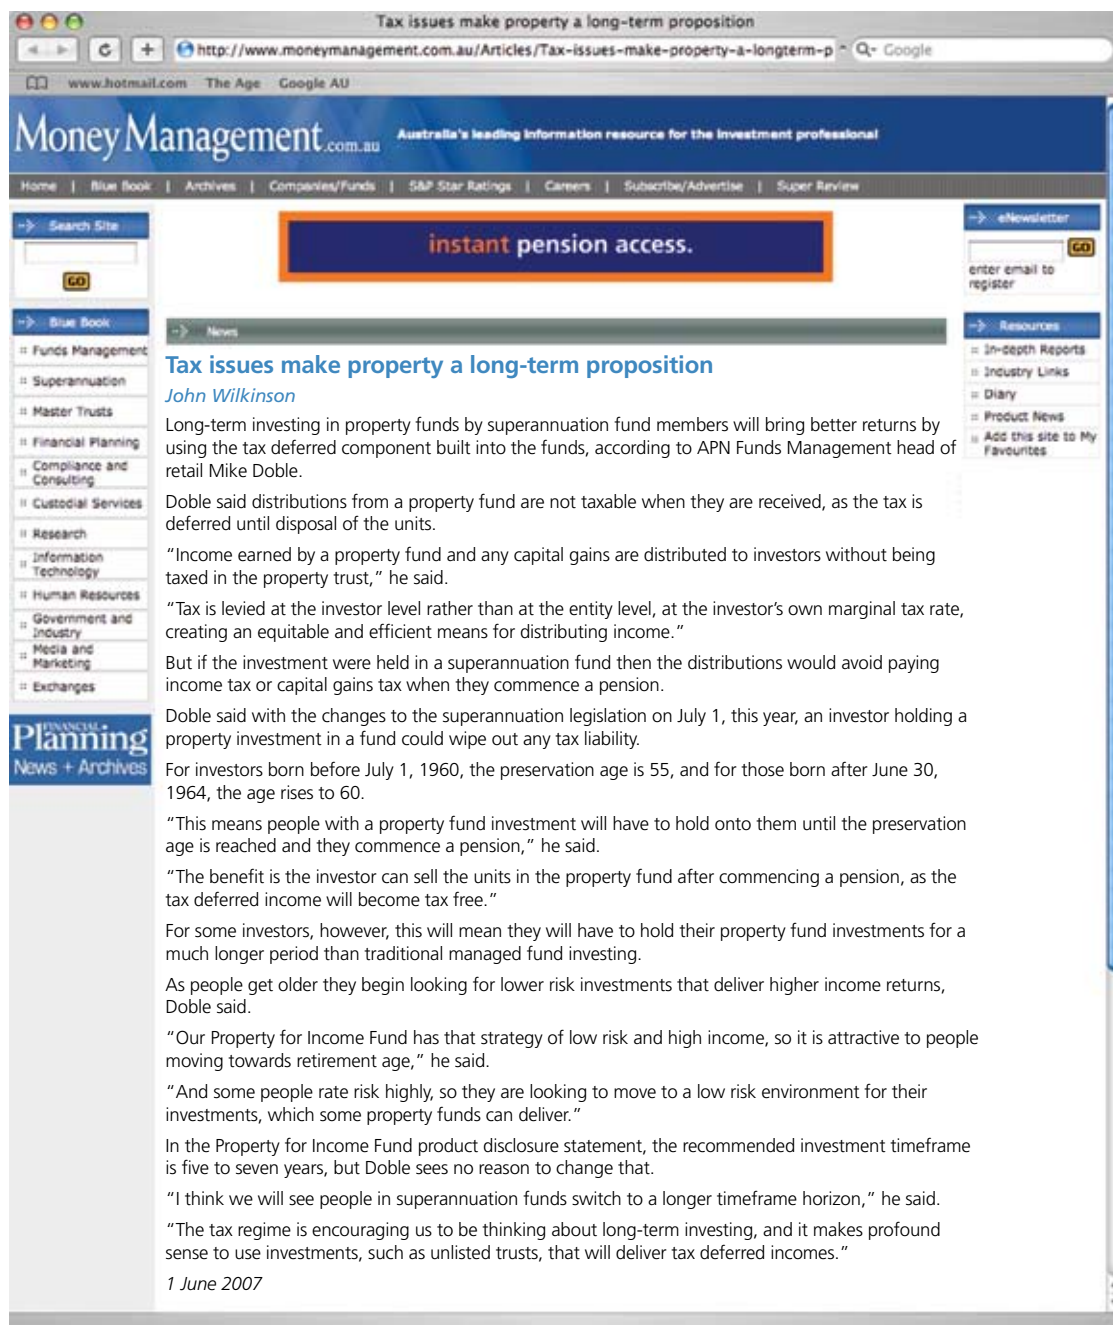 Tax issues make property a long-term proposition
http://www.moneymanagement.com.au/Articles/Tax-issues-make-property-a-longterm-p
Google
www.hotmail.com The Age Google AU
MoneyManagement.com.au
Australia's leading information resource for the investment professional
Home | Blue Book | Archives | Companies/Funds | S&P Star Ratings | Careers | Subscribe/Advertise | Super Review
Search Site
GO
instant pension access.
eNewsletter
GO
enter email to
register
Blue Book
Funds Management
Superannuation
Master Trusts
Financial Planning
Compliance and
Consulting
Custodial Services
Research
Information
Technology
Human Resources
Government and
Industry
Media and
Marketing
Exchanges
FINANCIAL
Planning
News + Archives
News
Tax issues make property a long-term proposition
John Wilkinson
Long-term investing in property funds by superannuation fund members will bring better returns by
using the tax deferred component built into the funds, according to APN Funds Management head of
retail Mike Doble.
Doble said distributions from a property fund are not taxable when they are received, as the tax is
deferred until disposal of the units.
“Income earned by a property fund and any capital gains are distributed to investors without being
taxed in the property trust,” he said.
“Tax is levied at the investor level rather than at the entity level, at the investor’s own marginal tax rate,
creating an equitable and efficient means for distributing income.”
But if the investment were held in a superannuation fund then the distributions would avoid paying
income tax or capital gains tax when they commence a pension.
Doble said with the changes to the superannuation legislation on July 1, this year, an investor holding a
property investment in a fund could wipe out any tax liability.
For investors born before July 1, 1960, the preservation age is 55, and for those born after June 30,
1964, the age rises to 60.
“This means people with a property fund investment will have to hold onto them until the preservation
age is reached and they commence a pension,” he said.
“The benefit is the investor can sell the units in the property fund after commencing a pension, as the
tax deferred income will become tax free.”
For some investors, however, this will mean they will have to hold their property fund investments for a
much longer period than traditional managed fund investing.
As people get older they begin looking for lower risk investments that deliver higher income returns,
Doble said.
“Our Property for Income Fund has that strategy of low risk and high income, so it is attractive to people
moving towards retirement age,” he said.
“And some people rate risk highly, so they are looking to move to a low risk environment for their
investments, which some property funds can deliver.”
In the Property for Income Fund product disclosure statement, the recommended investment timeframe
is five to seven years, but Doble sees no reason to change that.
“I think we will see people in superannuation funds switch to a longer timeframe horizon,” he said.
“The tax regime is encouraging us to be thinking about long-term investing, and it makes profound
sense to use investments, such as unlisted trusts, that will deliver tax deferred incomes.”
1 June 2007
Resources
In-depth Reports
Industry Links
Diary
Product News
Add this site to My
Favourites